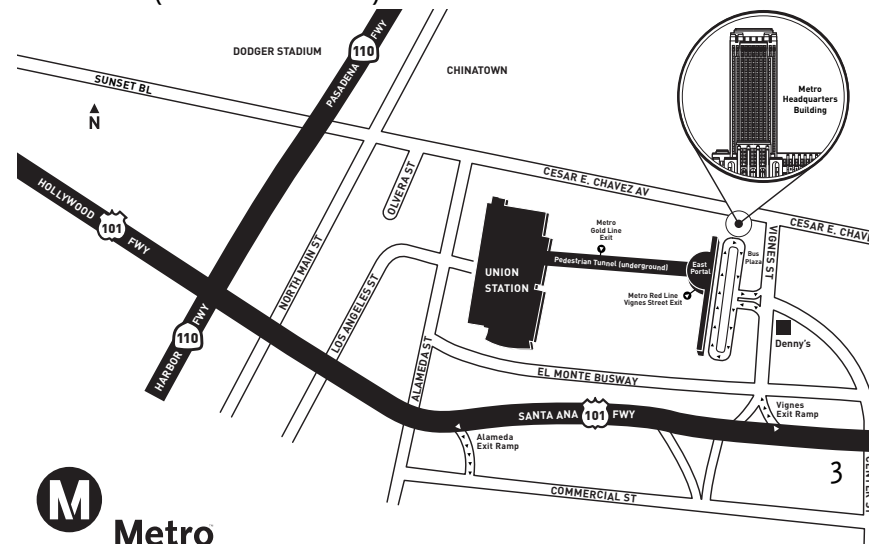 DODGER STADIUM
110
PASADENA FWY
CHINATOWN
SUNSET BL
N
Metro
Headquarters
Building
HOLLYWOOD
101
FWY
OLVERA ST
CESAR E. CHAVEZ AV
NORTH MAIN ST
LOS ANGELES ST
Metro
Gold Line
Exit
Pedestrian Tunnel (underground)
UNION
STATION
East
Portal
Bus
Plaza
VIGNES ST
Metro Red Line
Vignes Street Exit
Denny's
110
HARBOR FWY
ALAMEDA ST
EL MONTE BUSWAY
SANTA ANA 101 FWY
Vignes
Exit Ramp
Alameda
Exit Ramp
COMMERCIAL ST
3
M
Metro